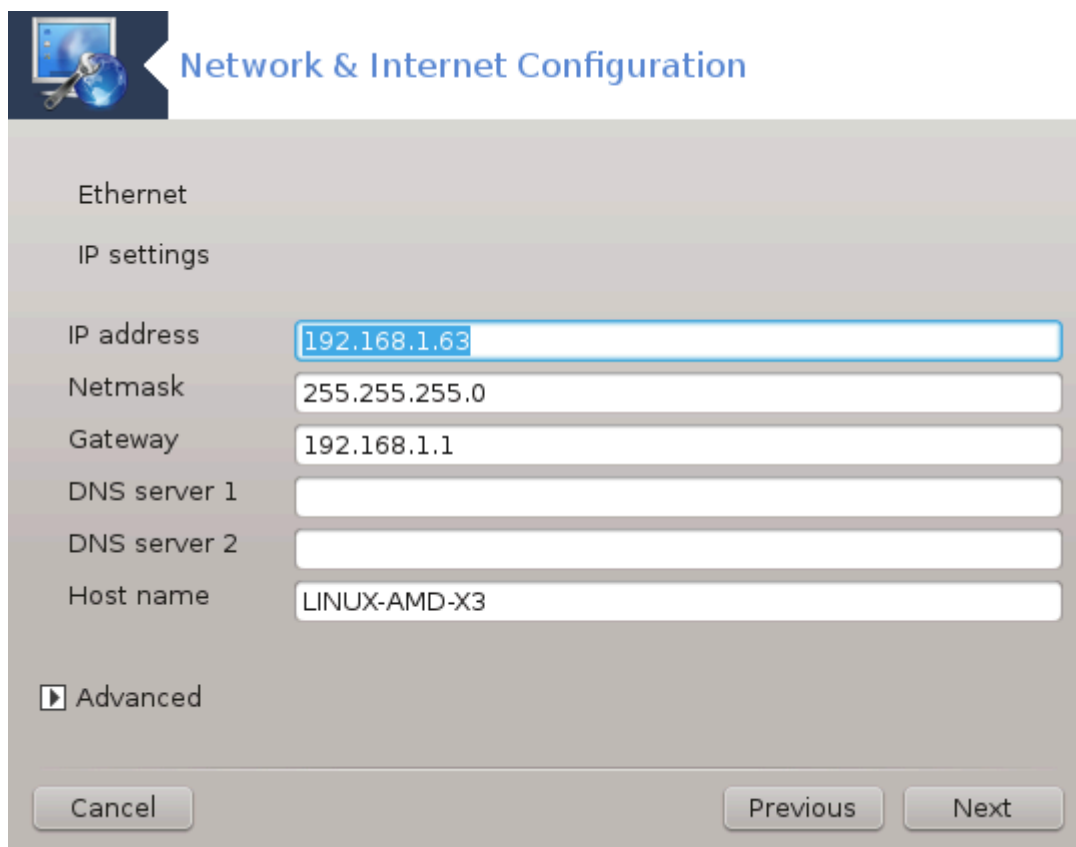 Network & Internet Configuration
Ethernet
IP settings
IP address 192.168.1.63
Netmask 255.255.255.0
Gateway 192.168.1.1
DNS server 1
DNS server 2
Host name LINUX-AMD-X3
Advanced
Cancel Previous Next